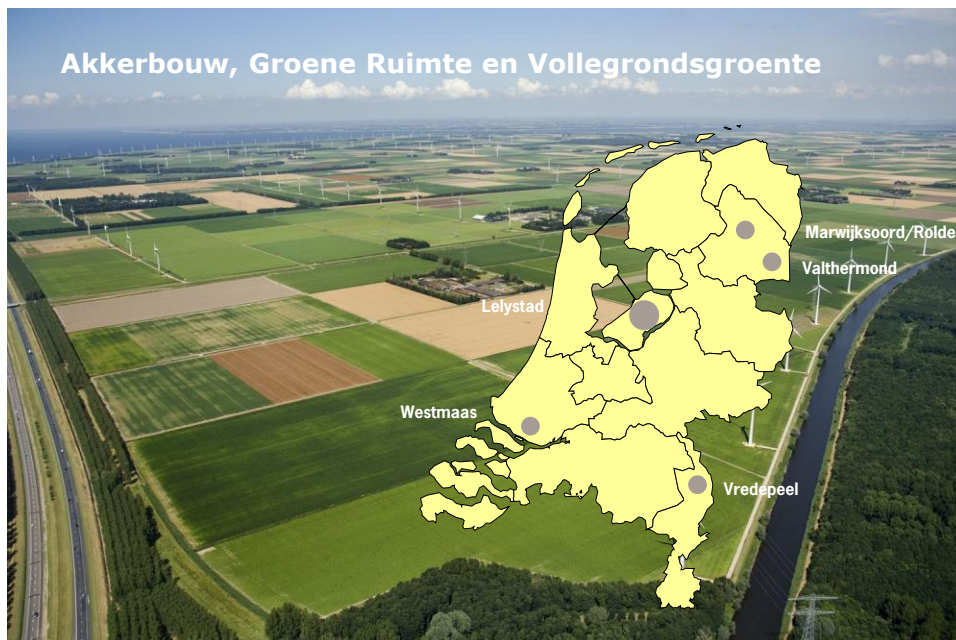 Akkerbouw, Groene Ruimte en Vollegrondsgroente
Marwijksoord/Rolde
Valthermond
Lelystad
Westmaas
Vredepeel